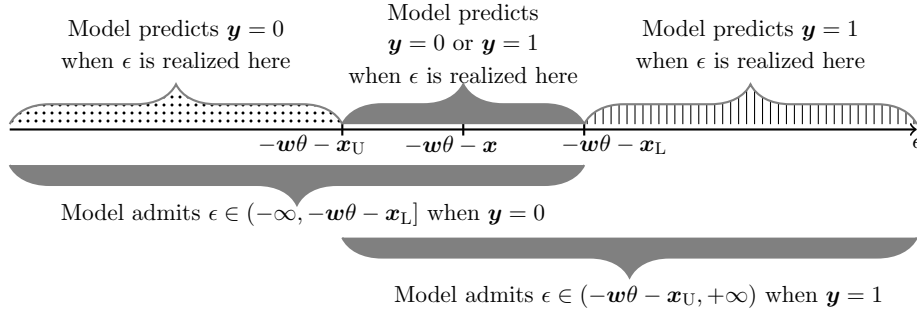 Model predicts y = 0
when ϵ is realized here
Model predicts
y = 0 or y = 1
when ϵ is realized here
Model predicts y = 1
when ϵ is realized here
−wθ − x_U
−wθ − x
−wθ − x_L
ϵ
Model admits ϵ ∈ (−∞, −wθ − x_L] when y = 0
Model admits ϵ ∈ (−wθ − x_U, +∞) when y = 1